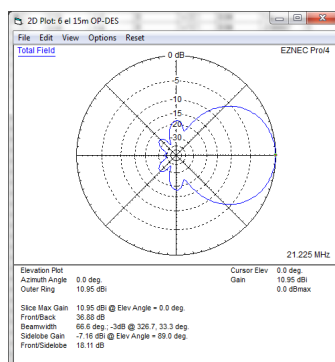 2D Plot: 6 el 15m OP-DES
File Edit View Options Reset
Total Field
EZNEC Pro/4
0 dB
-5
-10
-15
-20
-30
21.225 MHz
Elevation Plot
Cursor Elev 0.0 deg.
Azimuth Angle 0.0 deg.
Gain 10.95 dBi
Outer Ring 10.95 dBi
0.0 dBmax
Slice Max Gain 10.95 dBi @ Elev Angle = 0.0 deg.
Front/Back 36.88 dB
Beamwidth 66.6 deg.; -3dB @ 326.7, 33.3 deg.
Sidelobe Gain -7.16 dBi @ Elev Angle = 89.0 deg.
Front/Sidelobe 18.11 dB